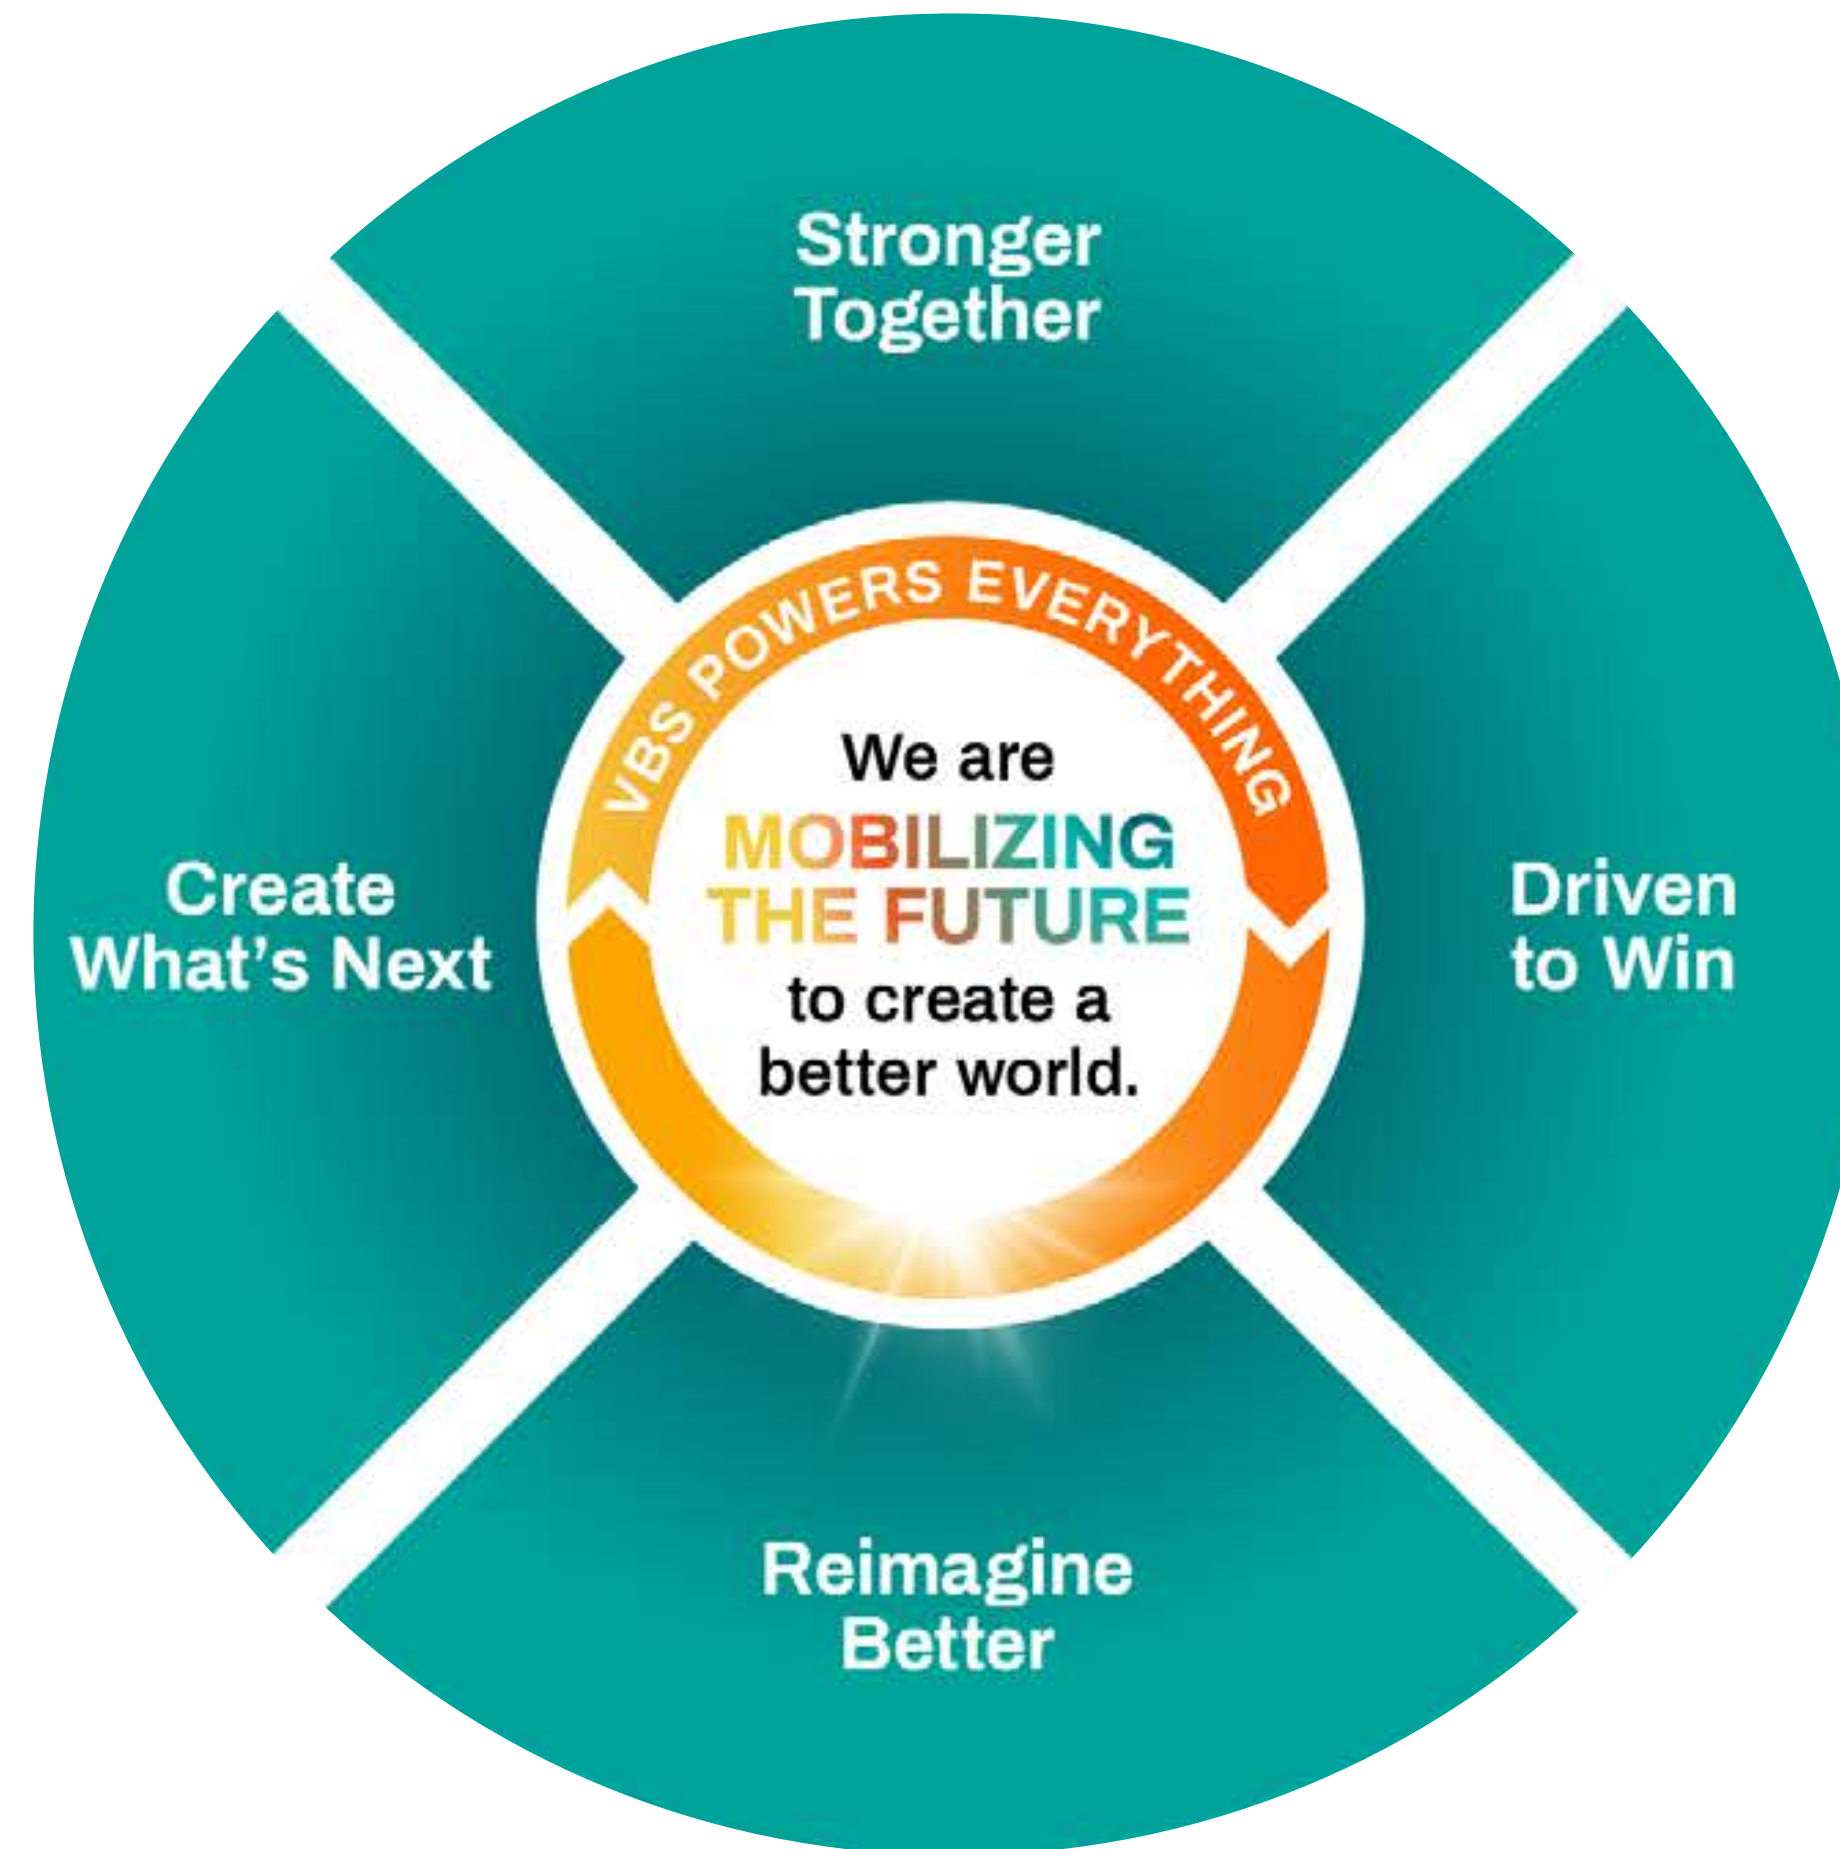 Stronger
Together
VBS POWERS EVERYTHING
We are
MOBILIZING
THE FUTURE
to create a
better world.
Create
What’s Next
Driven
to Win
Reimagine
Better